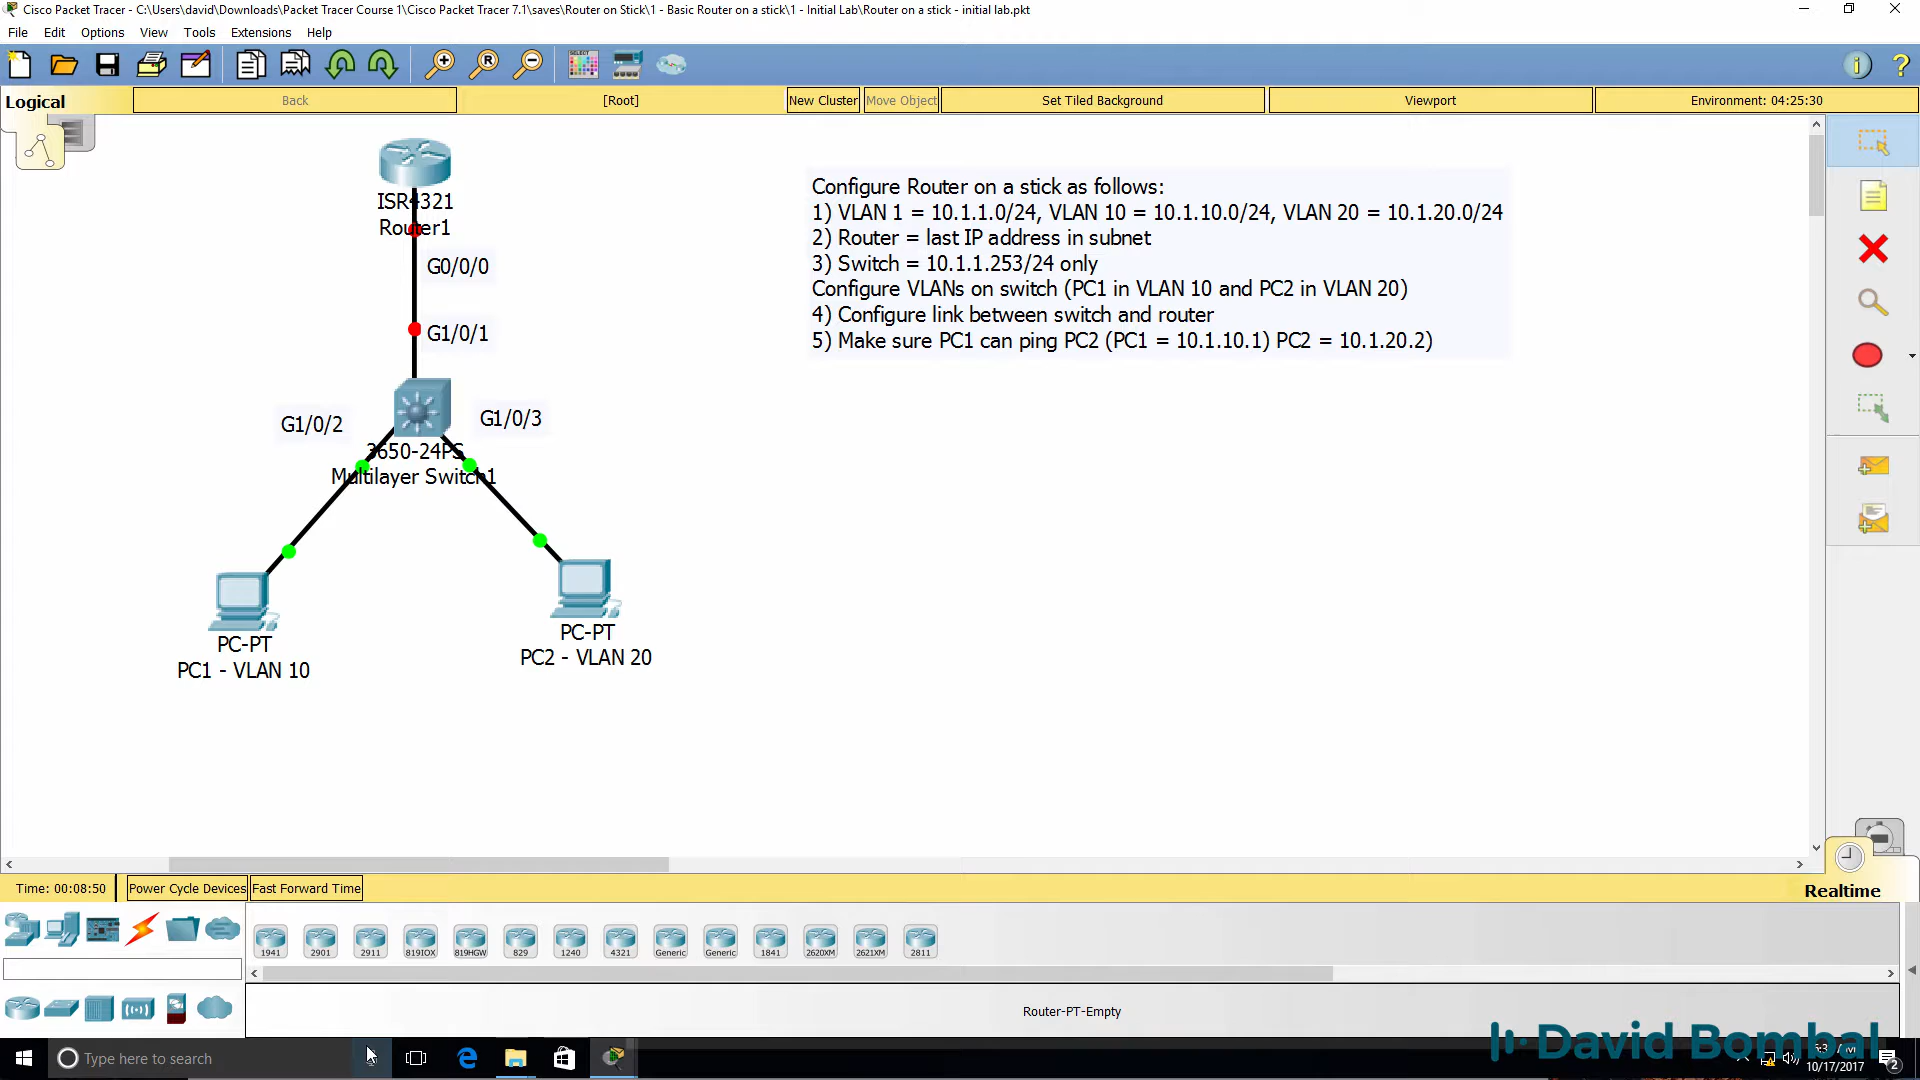 Cisco Packet Tracer - C:\Users\david\Downloads\Packet Tracer Course 1\Cisco Packet Tracer 7.1\saves\Router on Stick\1 - Basic Router on a stick\1 - Initial Lab\Router on a stick - initial lab.pkt
File Edit Options View Tools Extensions Help
Logical Back [Root] New Cluster Move Object Set Tiled Background Viewport Environment: 04:25:30
ISR4321
Router1
G0/0/0
G1/0/1
G1/0/2
G1/0/3
3650-24PS
Multilayer Switch1
PC-PT
PC1 - VLAN 10
PC-PT
PC2 - VLAN 20
Configure Router on a stick as follows:
1) VLAN 1 = 10.1.1.0/24, VLAN 10 = 10.1.10.0/24, VLAN 20 = 10.1.20.0/24
2) Router = last IP address in subnet
3) Switch = 10.1.1.253/24 only
Configure VLANs on switch (PC1 in VLAN 10 and PC2 in VLAN 20)
4) Configure link between switch and router
5) Make sure PC1 can ping PC2 (PC1 = 10.1.10.1) PC2 = 10.1.20.2)
Time: 00:08:50 Power Cycle Devices Fast Forward Time
Realtime
1941 2901 2911 819IOX 819HGW 829 1240 4321 Generic Generic 1841 2620XM 2621XM 2811
Router-PT-Empty
Type here to search
David Bombal
10/17/2017
2